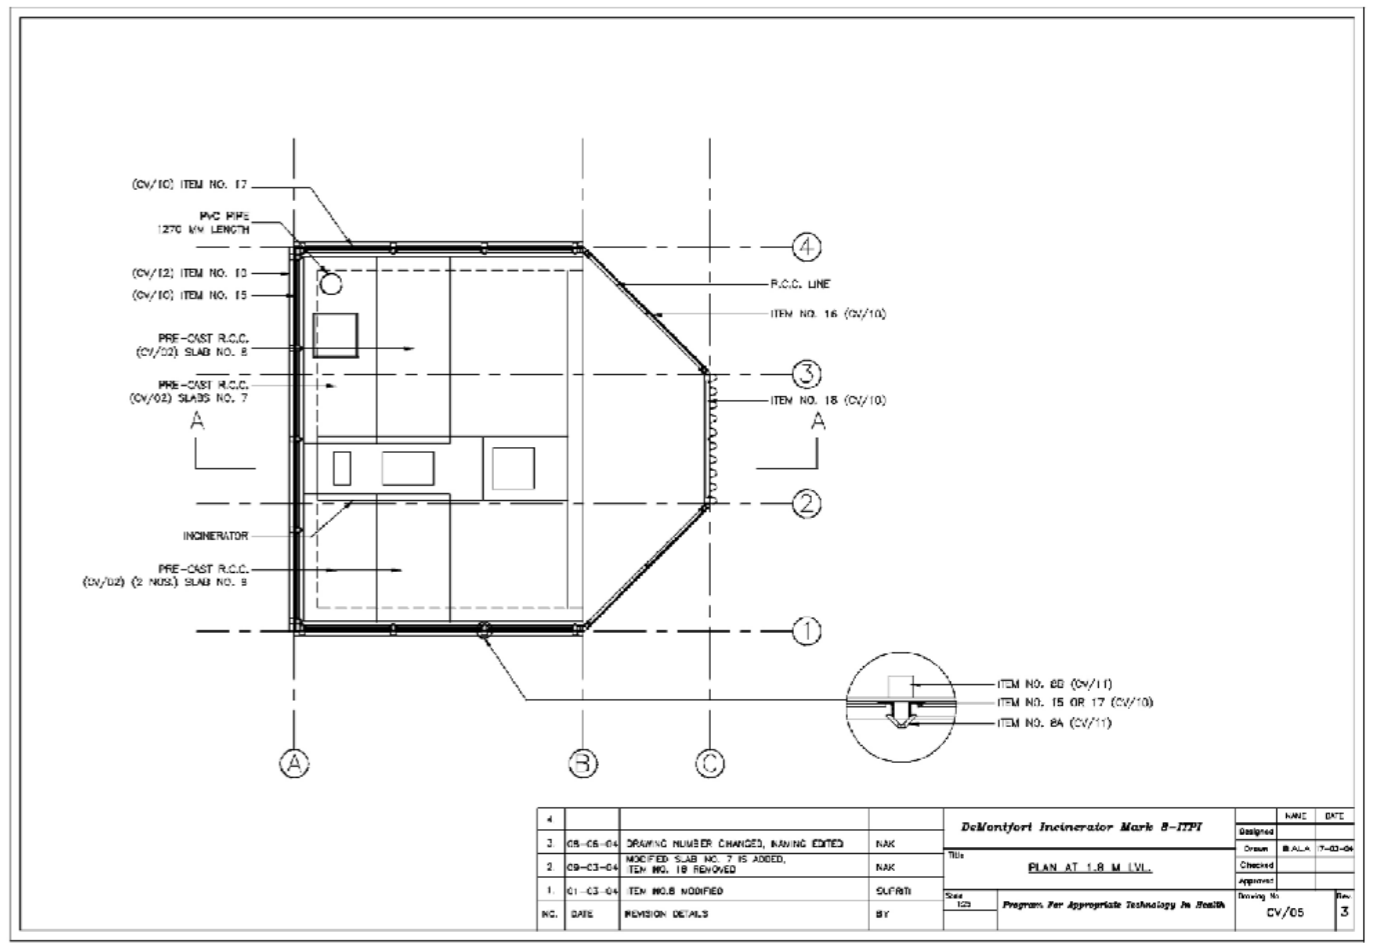 (CV/10) ITEM NO. 17
PVC PIPE
1270 MM LENGTH
(CV/12) ITEM NO. 10
(CV/10) ITEM NO. 15
PRE-CAST R.C.C.
(CV/02) SLAB NO. 8
PRE-CAST R.C.C.
(CV/02) SLABS NO. 7
A
INCINERATOR
PRE-CAST R.C.C.
(CV/02) (2 NOS.) SLAB NO.
4
R.C.C. LINE
ITEM NO. 16 (CV/10)
3
ITEM NO. 18 (CV/10)
A
2
1
ITEM NO. 8B (CV/11)
ITEM NO. 15 OR 17 (CV/10)
ITEM NO. 8A (CV/11)
A
B
C
4
3. DRAWING NUMBER CHANGED, NAMING EDITED NAK
2. 09-03-04 MODIFIED SLAB NO. 7 IS ADDED,
ITEM NO. 18 REMOVED NAK
1. 01-03-04 ITEM NO.8 MODIFIED
NO. DATE REVISION DETAILS BY
DeMontfort Incinerator Mark 8-ITPI
Title
PLAN AT 1.8 M LVL.
Scale
Program For Appropriate Technology In Health
NAME DATE
Designed
Drawn
Checked
Approved
Drawing No
CV/05
Rev.
3